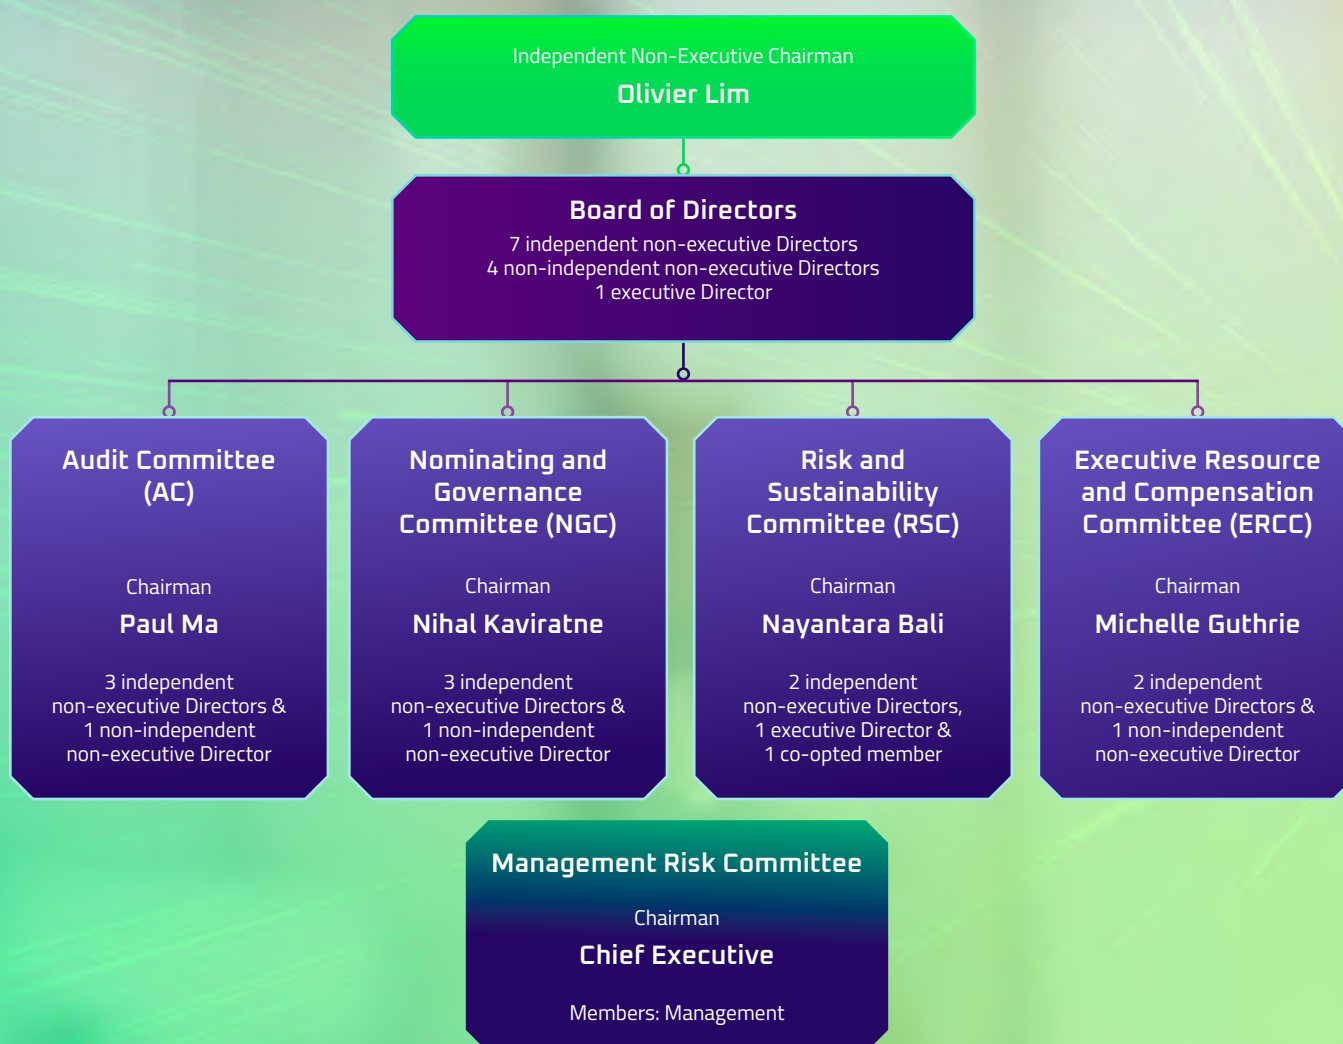 Independent Non-Executive Chairman
Olivier Lim
Board of Directors
7 independent non-executive Directors
4 non-independent non-executive Directors
1 executive Director
Audit Committee
(AC)
Chairman
Paul Ma
3 independent
non-executive Directors &
1 non-independent
non-executive Director
Nominating and
Governance
Committee (NGC)
Chairman
Nihal Kaviratne
3 independent
non-executive Directors &
1 non-independent
non-executive Director
Risk and
Sustainability
Committee (RSC)
Chairman
Nayantara Bali
2 independent
non-executive Directors,
1 executive Director &
1 co-opted member
Executive Resource
and Compensation
Committee (ERCC)
Chairman
Michelle Guthrie
2 independent
non-executive Directors &
1 non-independent
non-executive Director
Management Risk Committee
Chairman
Chief Executive
Members: Management